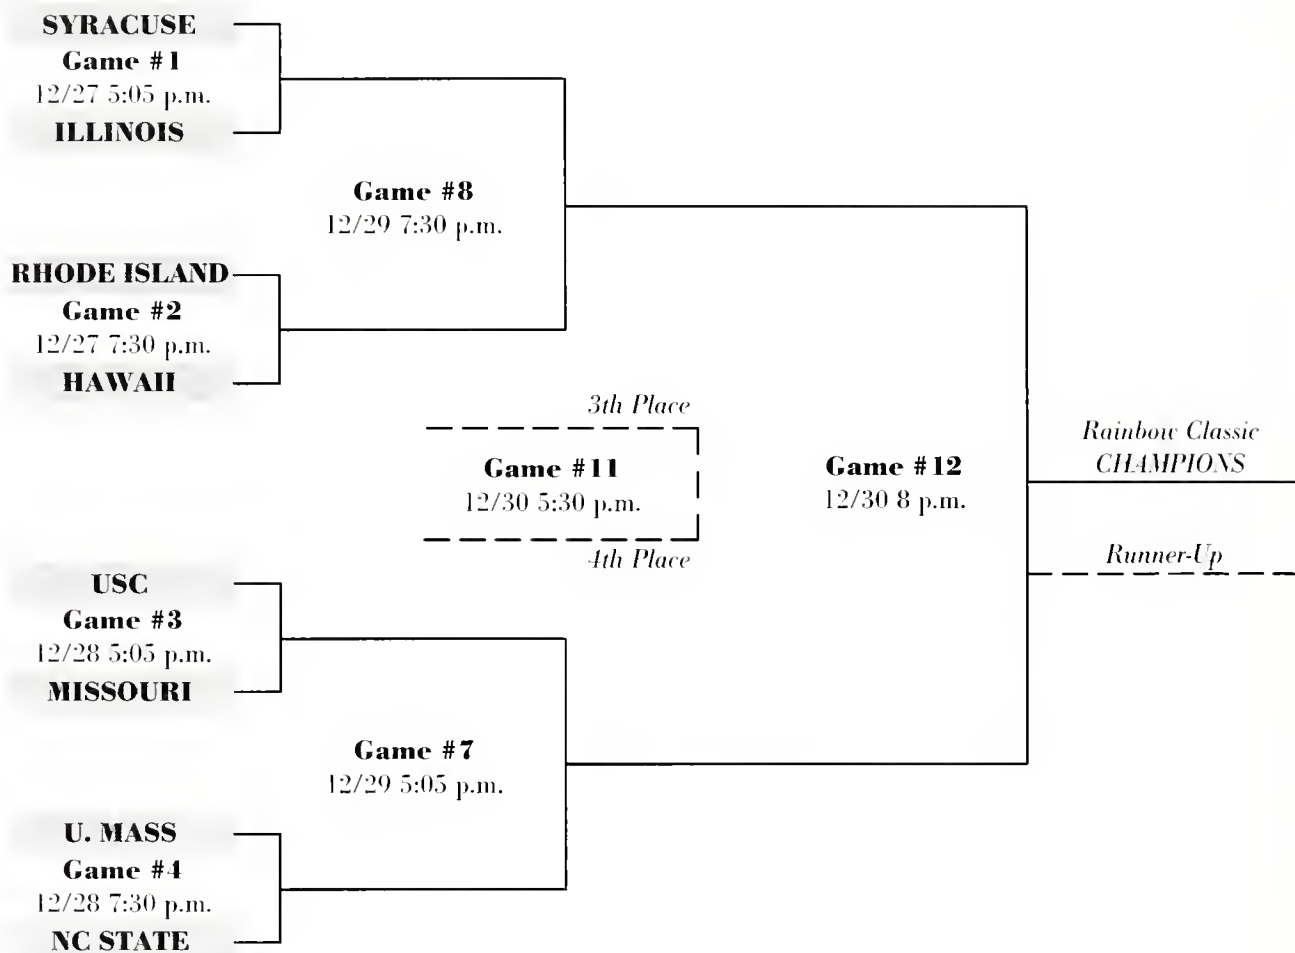 SYRACUSE
Game #1
12/27 5:05 p.m.
ILLINOIS
Game #8
12/29 7:30 p.m.
RHODE ISLAND
Game #2
12/27 7:30 p.m.
HAWAII
3th Place
Game #11
12/30 5:30 p.m.
4th Place
Game #12
12/30 8 p.m.
Rainbow Classic
CHAMPIONS
Runner-Up
USC
Game #3
12/28 5:05 p.m.
MISSOURI
Game #7
12/29 5:05 p.m.
U. MASS
Game #4
12/28 7:30 p.m.
NC STATE